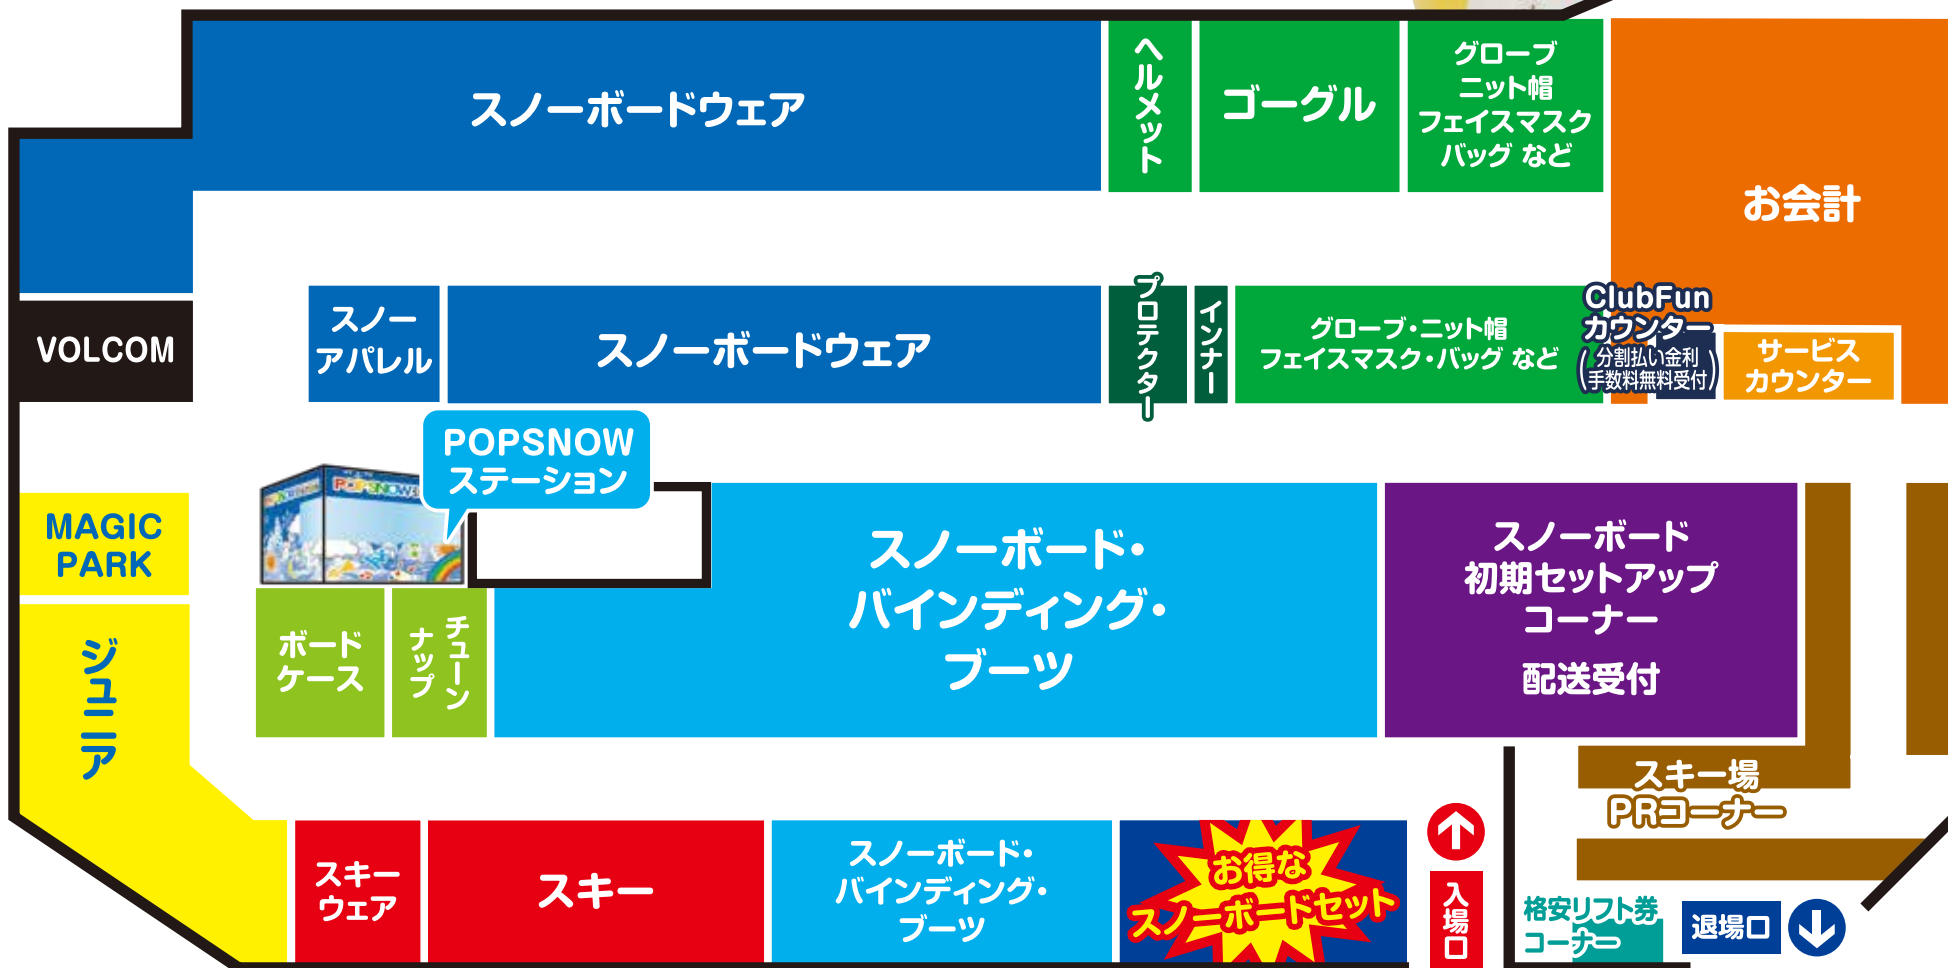 スノーボードウェア
ヘルメット
ゴーグル
グローブ
ニット帽
フェイスマスク
バッグ など
お会計
VOLCOM
スノー
アパレル
スノーボードウェア
プロテクター
インナー
グローブ・ニット帽
フェイスマスク・バッグ など
ClubFun
カウンター
(分割払い金利
手数料無料受付)
サービス
カウンター
POPSNOW
ステーション
POPSNOW
MAGIC
PARK
ジュニア
ボード
ケース
チューン
ナップ
スノーボード・
バインディング・
ブーツ
スノーボード
初期セットアップ
コーナー
配送受付
スキー場
PRコーナー
スキー
ウェア
スキー
スノーボード・
バインディング・
ブーツ
お得な
スノーボードセット
入場口
格安リフト券
コーナー
退場口